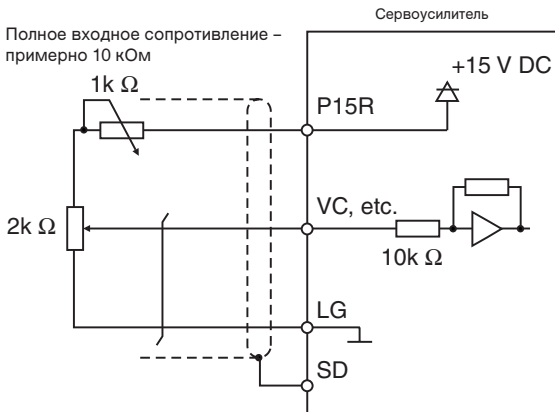 Сервоусилитель
Полное входное сопротивление –
примерно 10 кОм
1k Ω
+15 V DC
P15R
VC, etc.
2k Ω
10k Ω
LG
SD